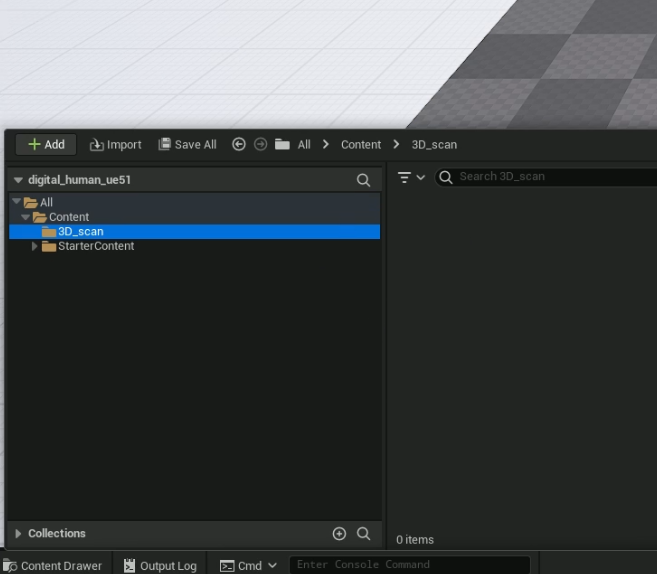 Add Import Save All All Content 3D_scan
digital_human_ue51
Search 3D_scan
All
Content
3D_scan
StarterContent
Collections
0 items
Content Drawer Output Log Cmd Enter Console Command